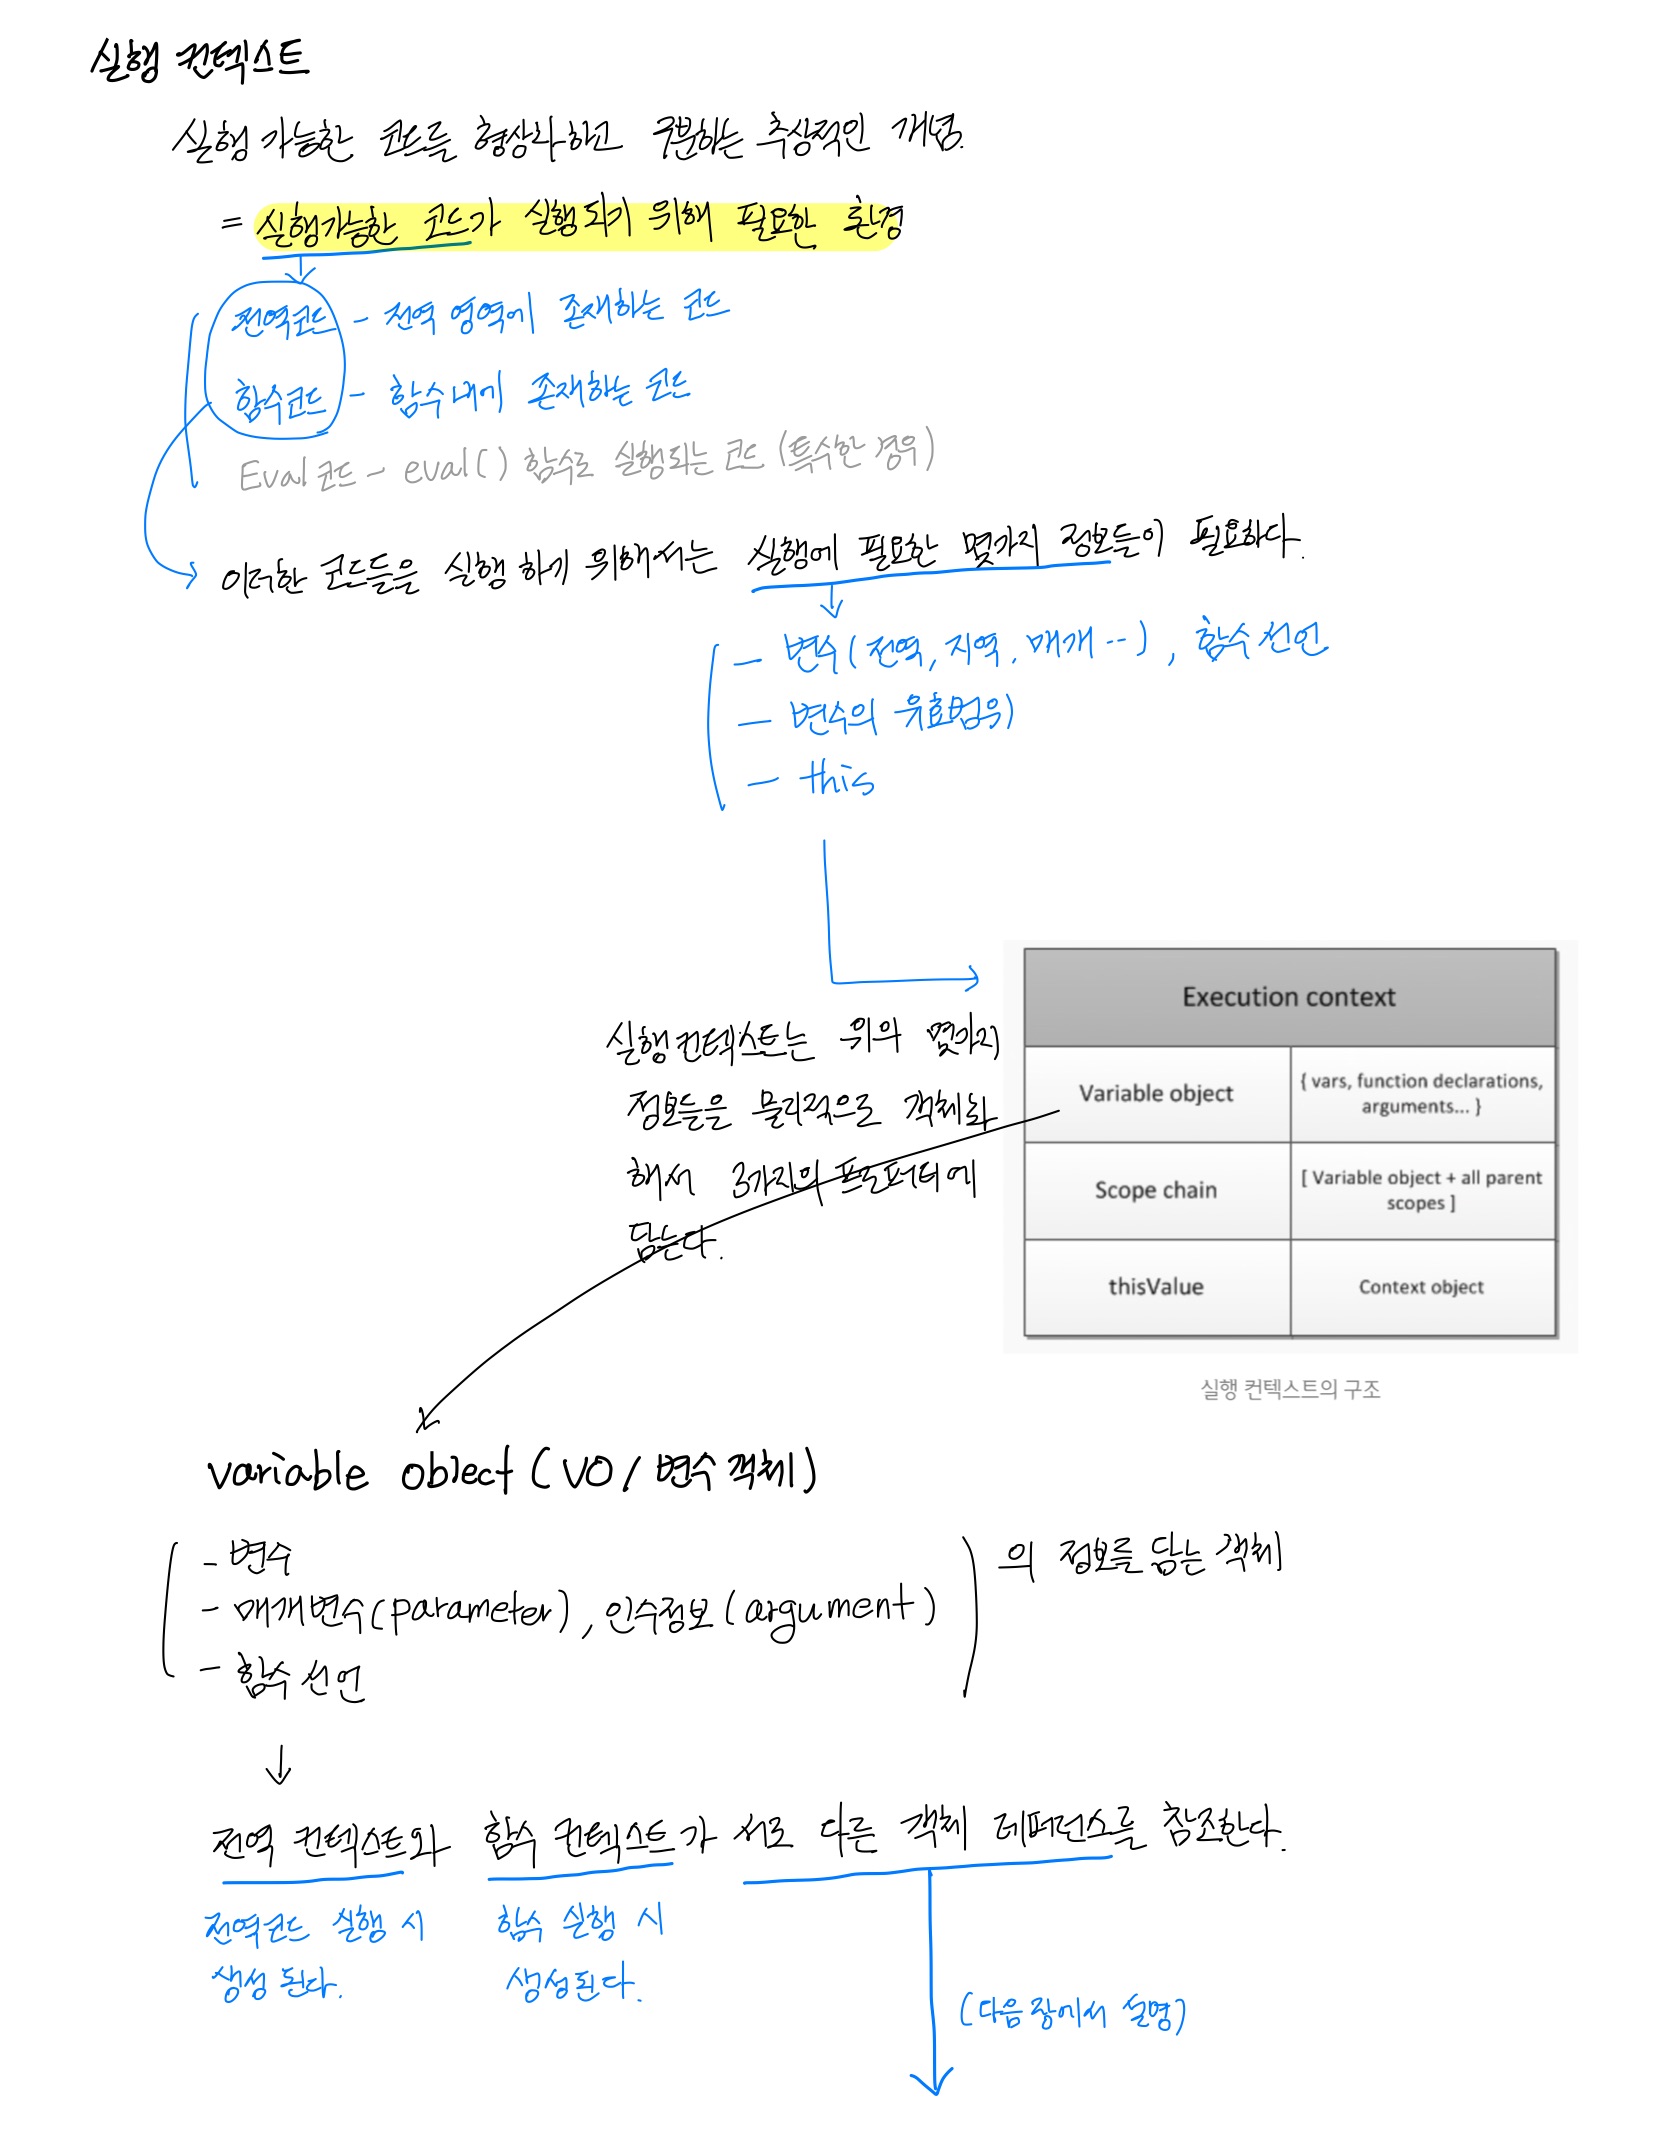 실행 컨텍스트
실행 가능한 코드를 형상화하고 구분하는 추상적인 개념.
= 실행가능한 코드가 실행되기 위해 필요한 환경
전역코드 - 전역 영역에 존재하는 코드
함수코드 - 함수 내에 존재하는 코드
Eval 코드 - eval() 함수로 실행되는 코드 (특수한 경우)
이러한 코드들을 실행 하기 위해서는 실행에 필요한 몇가지 정보들이 필요하다.
- 변수(전역, 지역, 매개 ··), 함수 선언
- 변수의 유효범위)
- this
실행컨텍스트는 위의 몇가지
정보들을 물리적으로 객체화
해서 3가지의 프로퍼티에
담는다.
Execution context
Variable object { vars, function declarations, arguments... }
Scope chain [ Variable object + all parent scopes ]
thisValue Context object
실행 컨텍스트의 구조
variable object (VO / 변수 객체)
- 변수
- 매개변수(parameter), 인수정보(argument)
- 함수 선언
의 정보를 담는 객체
전역 컨텍스트와 함수 컨텍스트가 서로 다른 객체 레퍼런스를 참조한다.
전역코드 실행 시
생성 된다.
함수 실행 시
생성된다.
(다음 장에서 설명)